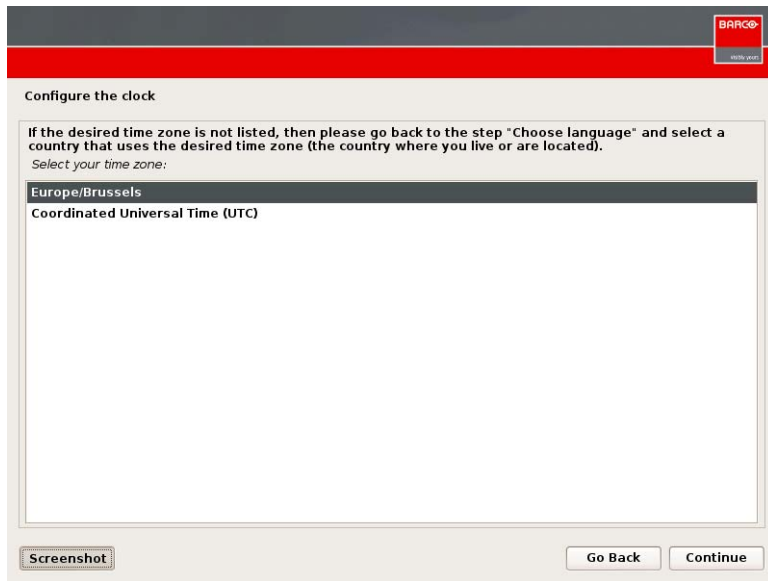 BARCO
visibly yours
Configure the clock
If the desired time zone is not listed, then please go back to the step "Choose language" and select a
country that uses the desired time zone (the country where you live or are located).
Select your time zone:
Europe/Brussels
Coordinated Universal Time (UTC)
Screenshot
Go Back
Continue